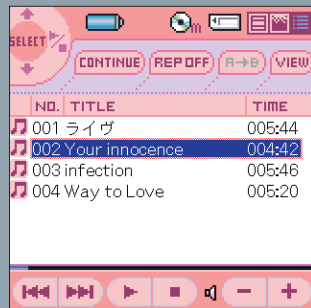 SELECT
CONTINUE REP OFF A→B VIEW
NO. TITLE TIME
001 ライヴ 005:44
002 Your innocence 004:42
003 infection 005:46
004 Way to Love 005:20